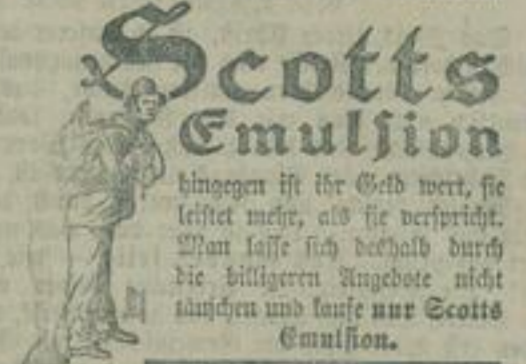 Scotts
Emulsion
hingegen ist ihr Geld wert, sie
leistet mehr, als sie verspricht.
Man lasse sich deshalb durch
die billigeren Angebote nicht
täuschen und kaufe nur Scotts
Emulsion.